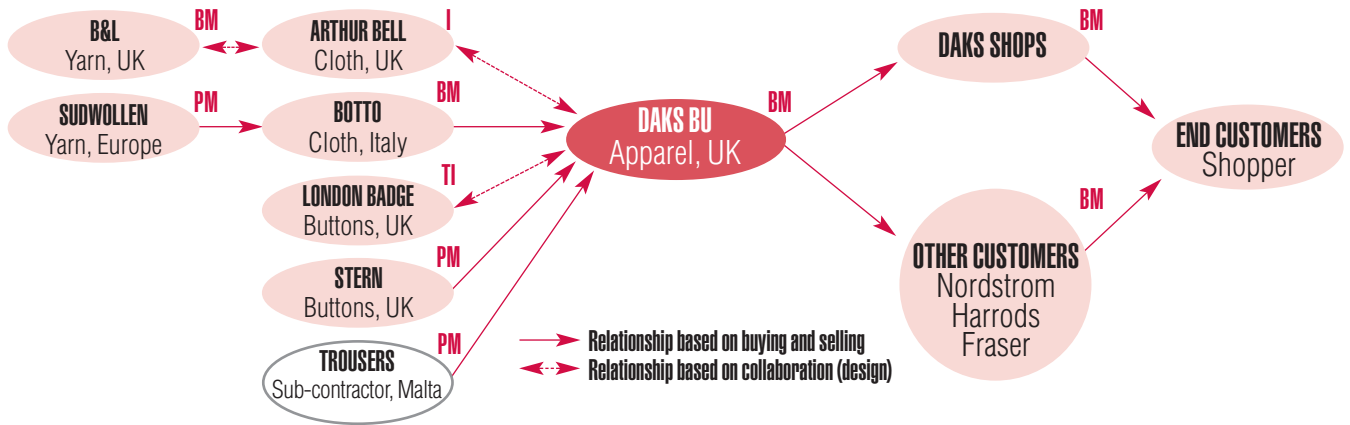 BM
B&L
Yarn, UK
I
ARTHUR BELL
Cloth, UK
PM
SUDWOLLEN
Yarn, Europe
BM
BOTTO
Cloth, Italy
TI
LONDON BADGE
Buttons, UK
PM
STERN
Buttons, UK
PM
TROUSERS
Sub-contractor, Malta
BM
DAKS BU
Apparel, UK
BM
DAKS SHOPS
BM
OTHER CUSTOMERS
Nordstrom
Harrods
Fraser
END CUSTOMERS
Shopper
Relationship based on buying and selling
Relationship based on collaboration (design)